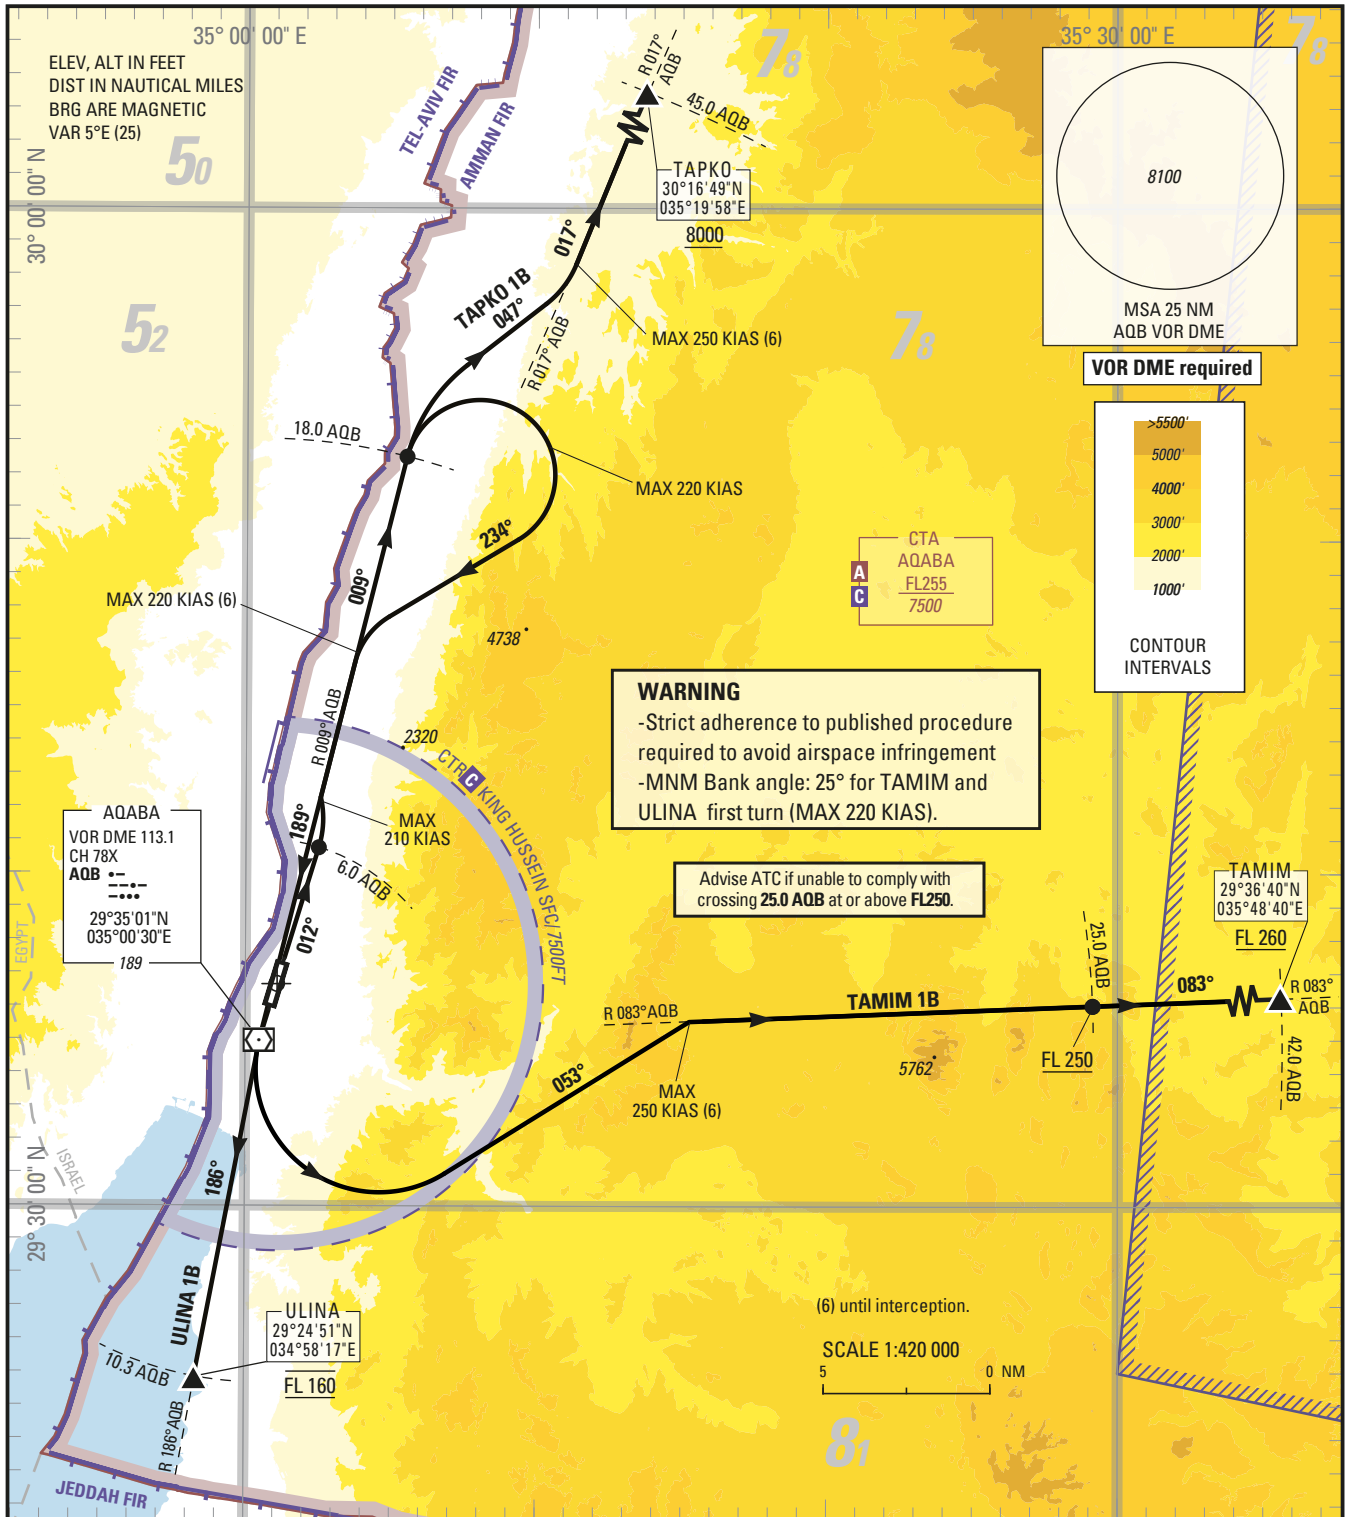 35° 00' 00" E
35° 30' 00" E
ELEV, ALT IN FEET
DIST IN NAUTICAL MILES
BRG ARE MAGNETIC
VAR 5°E (25)
50
52
78
78
78
81
30° 00' 00" N
29° 30' 00" N
TEL-AVIV FIR
AMMAN FIR
R 017°
AQB
45.0 AQB
TAPKO
30°16'49"N
035°19'58"E
8000
8100
MSA 25 NM
AQB VOR DME
VOR DME required
>5500'
5000'
4000'
3000'
2000'
1000'
CONTOUR
INTERVALS
017°
TAPKO 1B
047°
R 017° AQB
MAX 250 KIAS (6)
18.0 AQB
MAX 220 KIAS
234°
009°
MAX 220 KIAS (6)
4738
CTA
AQABA
FL255
7500
A
C
WARNING
-Strict adherence to published procedure
required to avoid airspace infringement
-MNM Bank angle: 25° for TAMIM and
ULINA first turn (MAX 220 KIAS).
R 009° AQB
2320
CTR C KING HUSSEIN SFC/7500FT
AQABA
VOR DME 113.1
CH 78X
AQB
29°35'01"N
035°00'30"E
189
189°
MAX
210 KIAS
6.0 AQB
012°
Advise ATC if unable to comply with
crossing 25.0 AQB at or above FL250.
TAMIM
29°36'40"N
035°48'40"E
FL 260
25.0 AQB
083°
R 083°
AQB
42.0 AQB
R 083°AQB
TAMIM 1B
FL 250
5762
053°
MAX
250 KIAS (6)
EGYPT
ISRAEL
186°
ULINA 1B
ULINA
29°24'51"N
034°58'17"E
FL 160
10.3 AQB
R 186°AQB
JEDDAH FIR
(6) until interception.
SCALE 1:420 000
5 0 NM